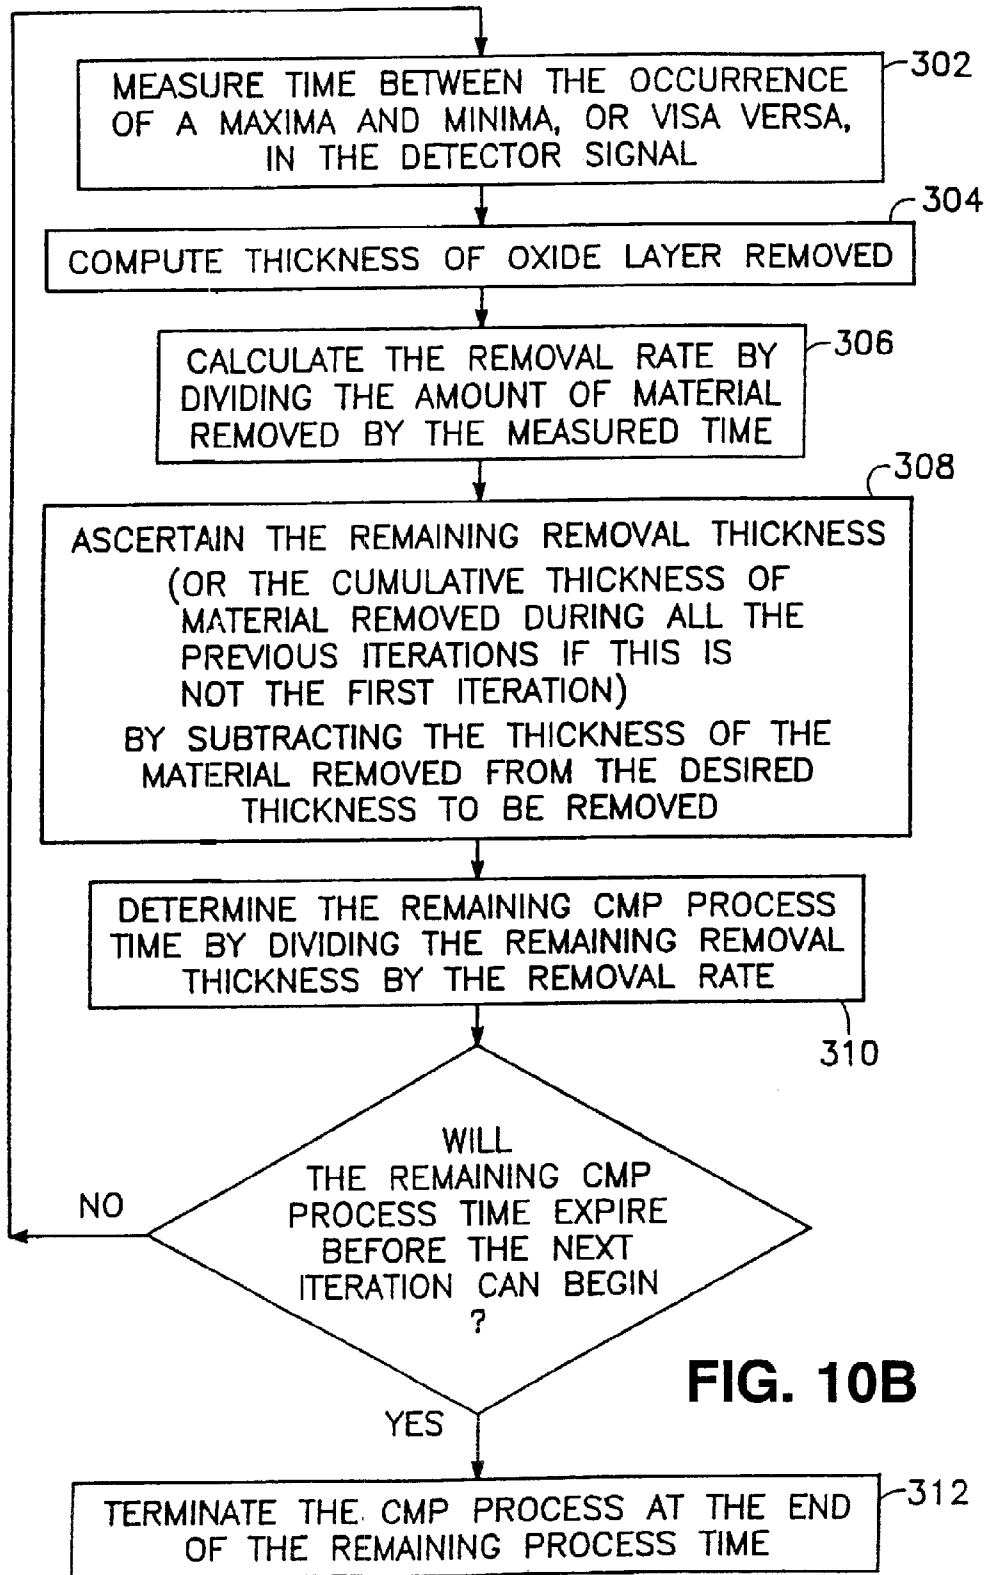 MEASURE TIME BETWEEN THE OCCURRENCE
OF A MAXIMA AND MINIMA, OR VISA VERSA,
IN THE DETECTOR SIGNAL
302
COMPUTE THICKNESS OF OXIDE LAYER REMOVED
304
CALCULATE THE REMOVAL RATE BY
DIVIDING THE AMOUNT OF MATERIAL
REMOVED BY THE MEASURED TIME
306
ASCERTAIN THE REMAINING REMOVAL THICKNESS
(OR THE CUMULATIVE THICKNESS OF
MATERIAL REMOVED DURING ALL THE
PREVIOUS ITERATIONS IF THIS IS
NOT THE FIRST ITERATION)
BY SUBTRACTING THE THICKNESS OF THE
MATERIAL REMOVED FROM THE DESIRED
THICKNESS TO BE REMOVED
308
DETERMINE THE REMAINING CMP PROCESS
TIME BY DIVIDING THE REMAINING REMOVAL
THICKNESS BY THE REMOVAL RATE
310
WILL
THE REMAINING CMP
PROCESS TIME EXPIRE
BEFORE THE NEXT
ITERATION CAN BEGIN
?
NO
YES
FIG. 10B
TERMINATE THE CMP PROCESS AT THE END
OF THE REMAINING PROCESS TIME
312